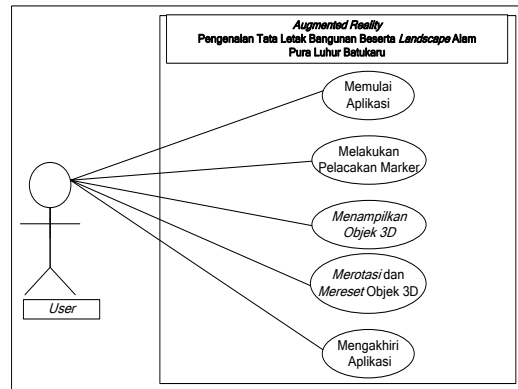 Augmented Reality
Pengenalan Tata Letak Bangunan Beserta Landscape Alam
Pura Luhur Batukaru
Memulai
Aplikasi
Melakukan
Pelacakan Marker
Menampilkan
Objek 3D
Merotasi dan
Mereset Objek 3D
Mengakhiri
Aplikasi
User